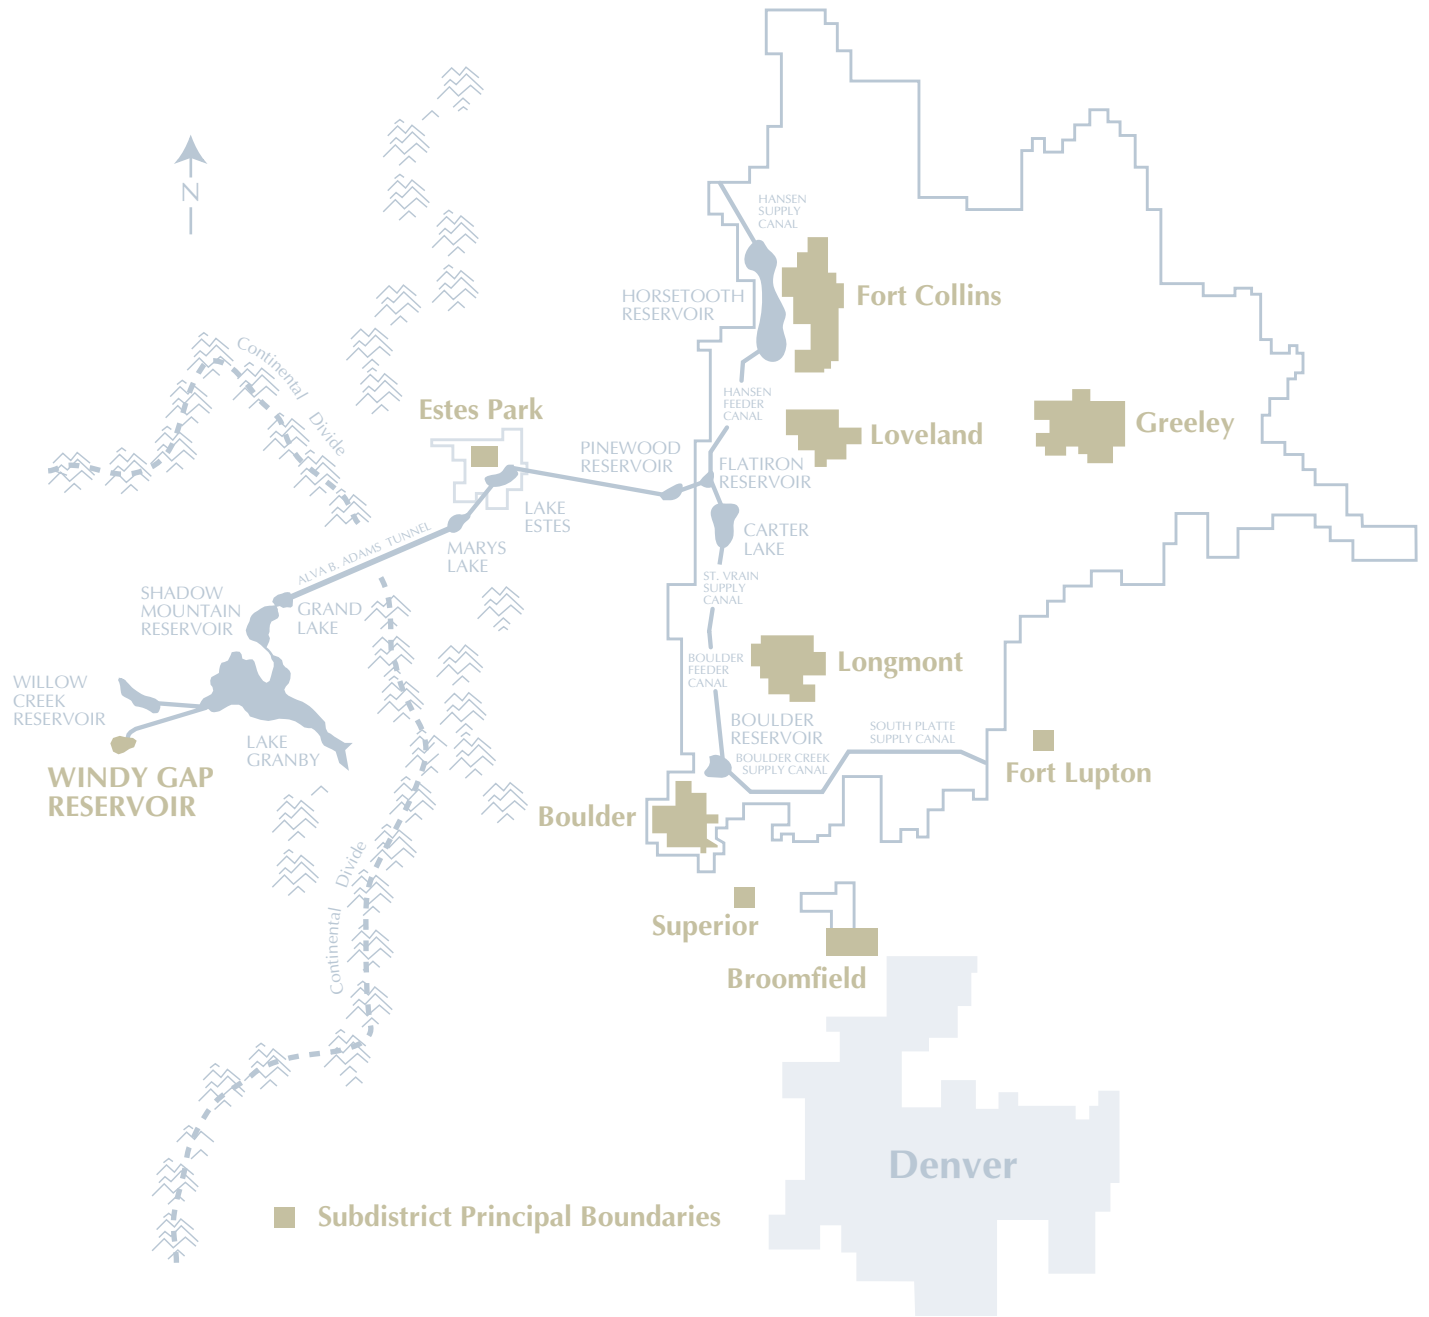 HANSEN
SUPPLY
CANAL
N
HORSETOOTH
RESERVOIR
Fort Collins
Continental Divide
HANSEN
FEEDER
CANAL
Estes Park
Loveland
Greeley
PINEWOOD
RESERVOIR
FLATIRON
RESERVOIR
LAKE
ESTES
CARTER
LAKE
ALVA B. ADAMS TUNNEL
MARYS
LAKE
ST. VRAIN
SUPPLY
CANAL
SHADOW
MOUNTAIN
RESERVOIR
GRAND
LAKE
BOULDER
FEEDER
CANAL
Longmont
WILLOW
CREEK
RESERVOIR
LAKE
GRANBY
BOULDER
RESERVOIR
SOUTH PLATTE
SUPPLY CANAL
BOULDER CREEK
SUPPLY CANAL
WINDY GAP
RESERVOIR
Fort Lupton
Boulder
Continental Divide
Superior
Broomfield
Denver
Subdistrict Principal Boundaries